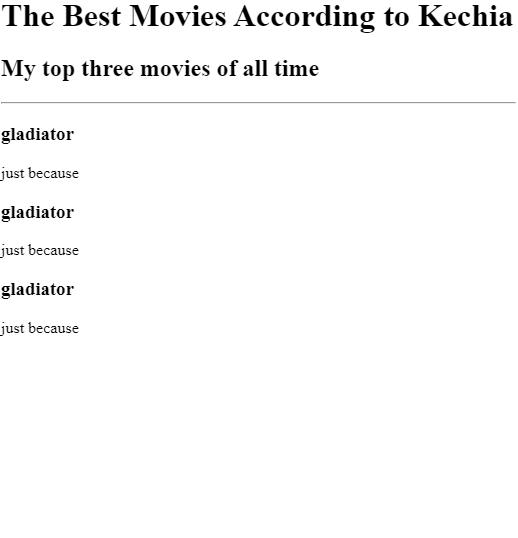 The Best Movies According to Kechia
My top three movies of all time
gladiator
just because
gladiator
just because
gladiator
just because